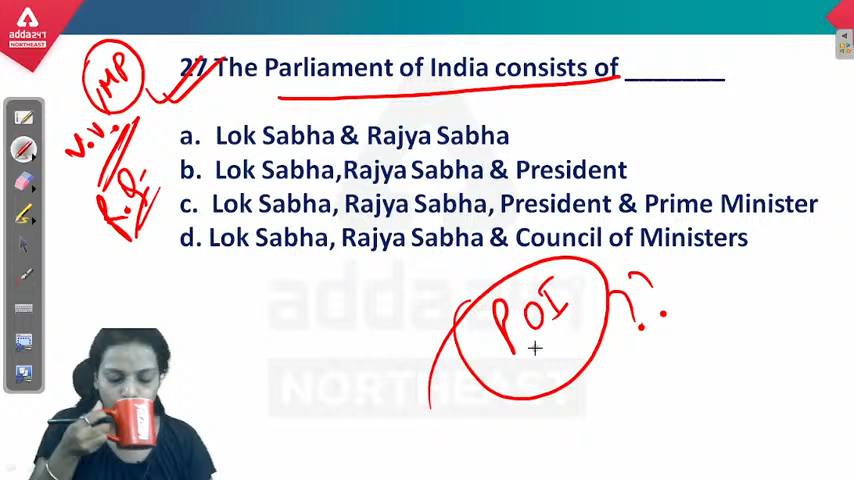 adda247
NORTHEAST
IMP
27 The Parliament of India consists of ________
V.V.
R.Q.
a. Lok Sabha & Rajya Sabha
b. Lok Sabha,Rajya Sabha & President
c. Lok Sabha, Rajya Sabha, President & Prime Minister
d. Lok Sabha, Rajya Sabha & Council of Ministers
adda247
POI ??
NORTHEAST